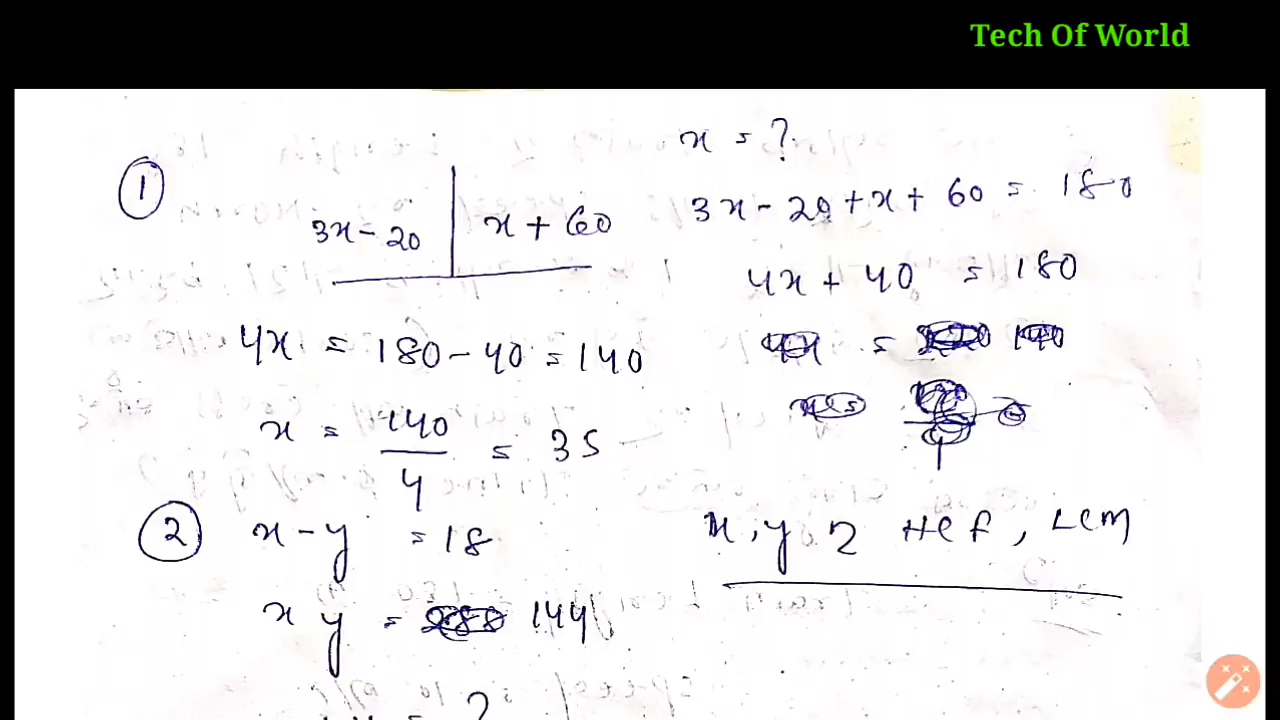 Tech Of World
x = ?
1
3x - 20 | x + 60
3x - 20 + x + 60 = 180
4x + 40 = 180
4x = 180 - 40 = 140
x = 140/4 = 35
2
x - y = 18
x, y 2 HCF, LCM
xy = 144
?